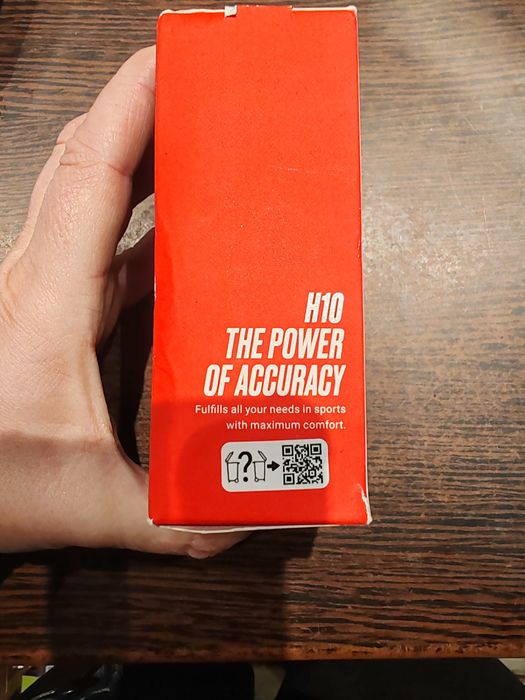 H10
THE POWER
OF ACCURACY
Fulfills all your needs in sports
with maximum comfort.
?